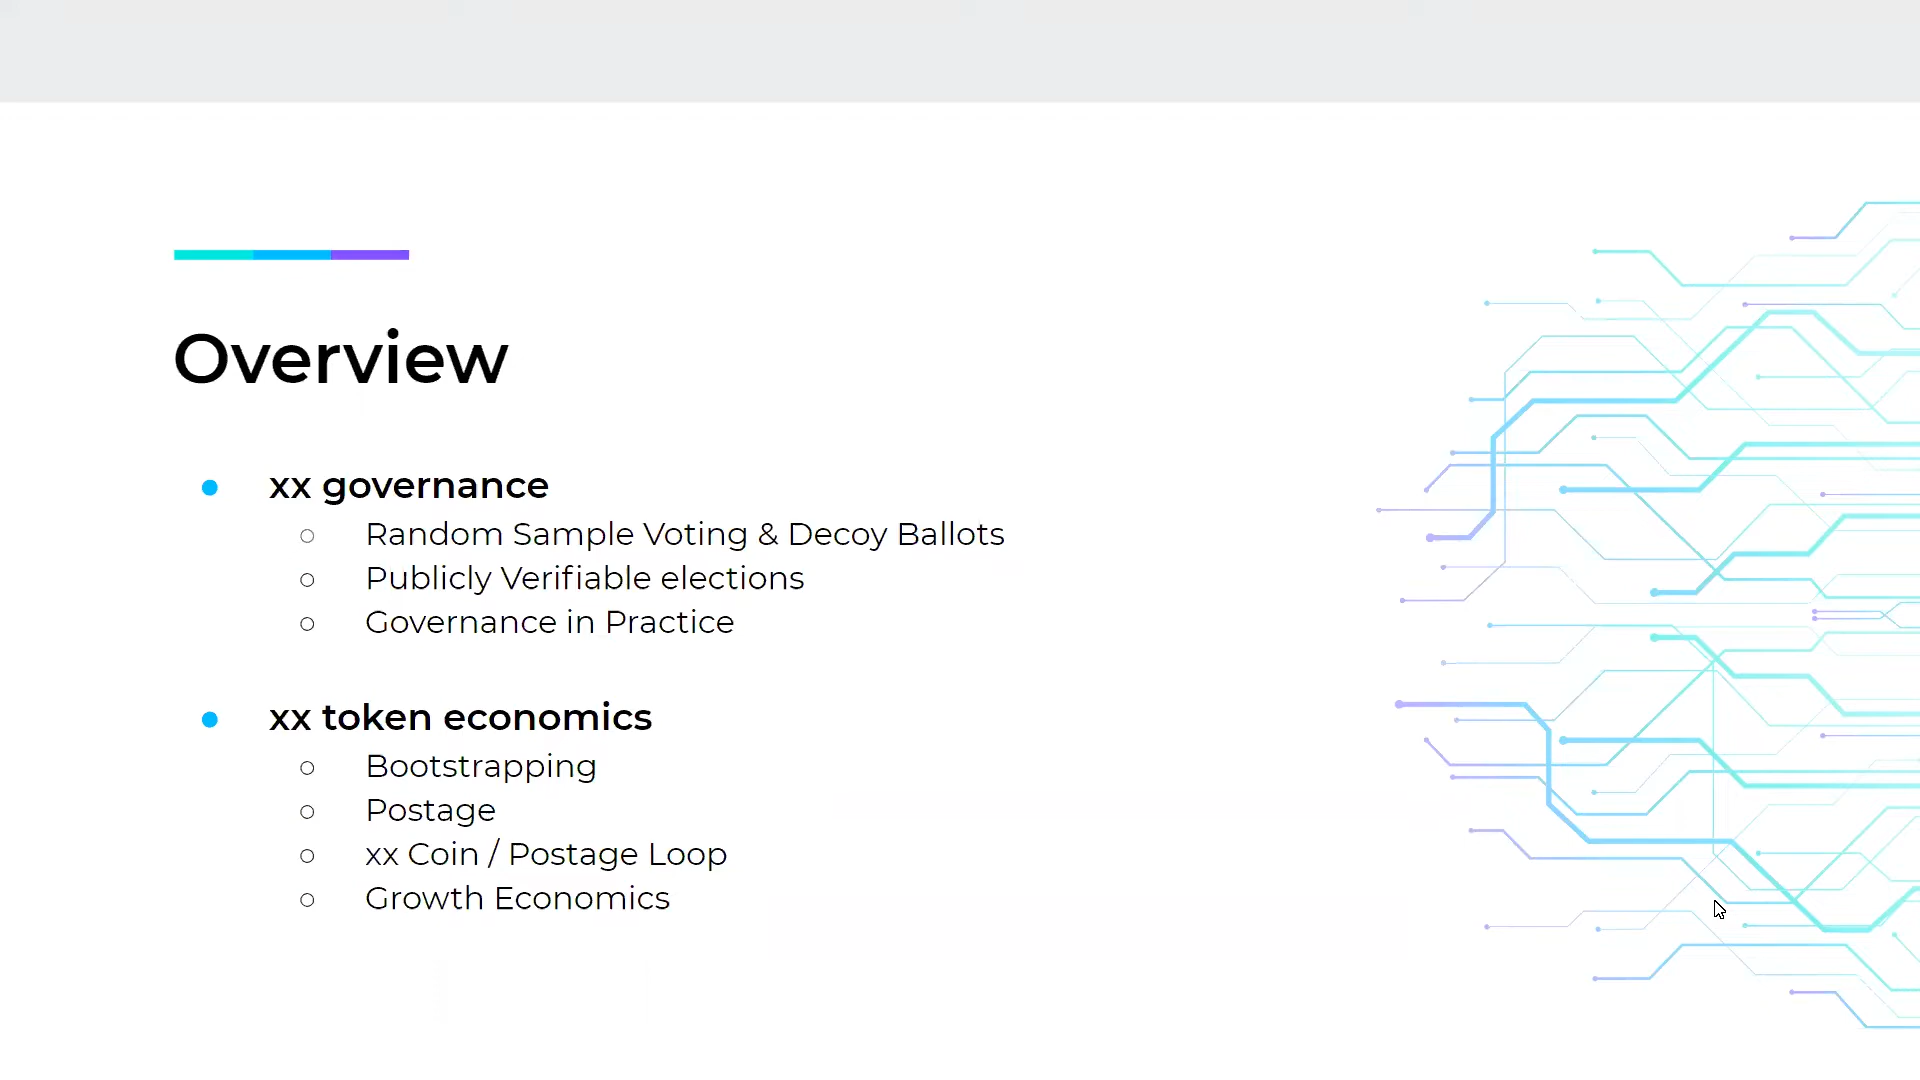 Overview
xx governance
Random Sample Voting & Decoy Ballots
Publicly Verifiable elections
Governance in Practice
xx token economics
Bootstrapping
Postage
xx Coin / Postage Loop
Growth Economics